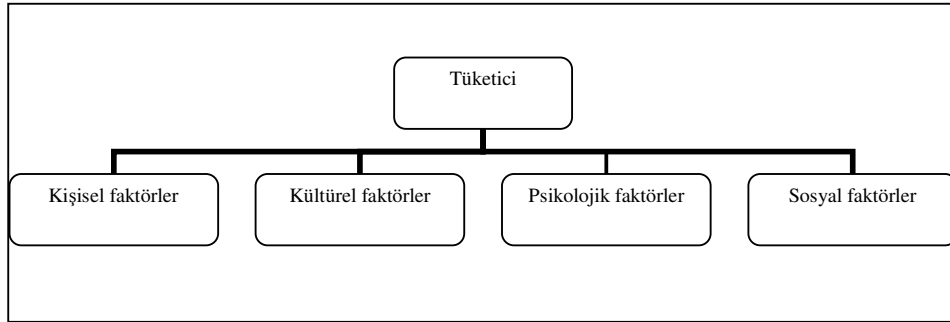 Tüketici
Kişisel faktörler
Kültürel faktörler
Psikolojik faktörler
Sosyal faktörler